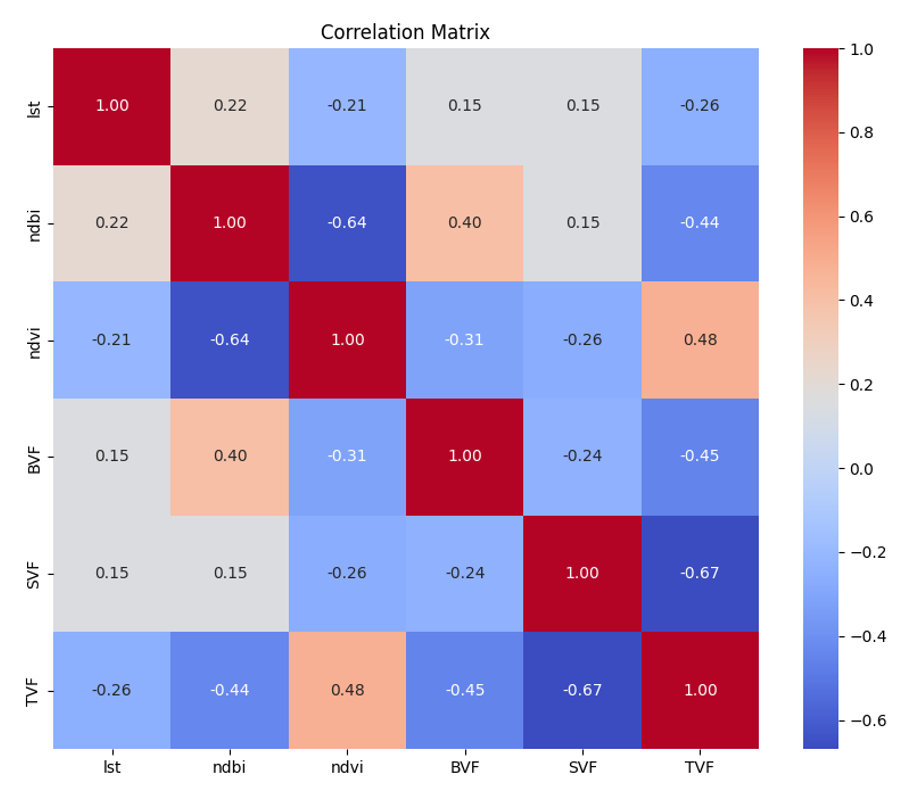 Correlation Matrix
lst 1.00 0.22 -0.21 0.15 0.15 -0.26
ndbi 0.22 1.00 -0.64 0.40 0.15 -0.44
ndvi -0.21 -0.64 1.00 -0.31 -0.26 0.48
BVF 0.15 0.40 -0.31 1.00 -0.24 -0.45
SVF 0.15 0.15 -0.26 -0.24 1.00 -0.67
TVF -0.26 -0.44 0.48 -0.45 -0.67 1.00
lst ndbi ndvi BVF SVF TVF
1.0
0.8
0.6
0.4
0.2
0.0
−0.2
−0.4
−0.6